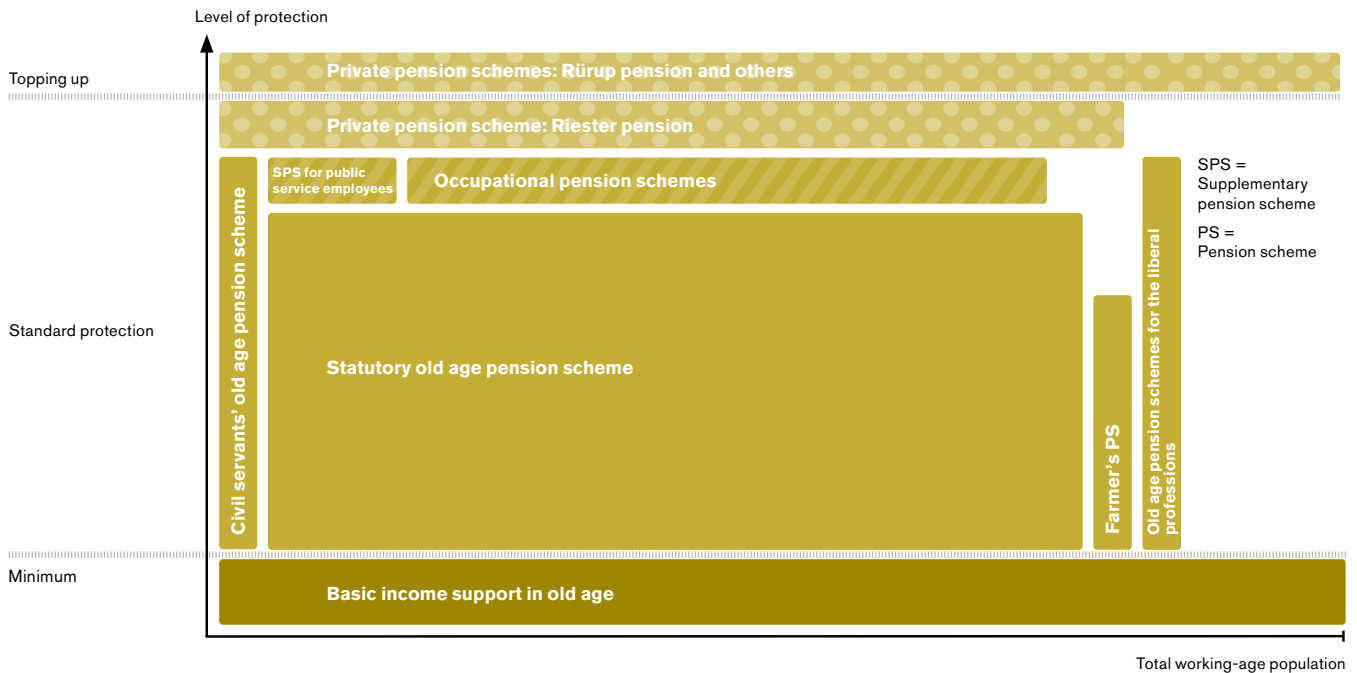 Level of protection
Topping up
Private pension schemes: Rürup pension and others
Private pension scheme: Riester pension
SPS for public
service employees
Occupational pension schemes
SPS =
Supplementary
pension scheme
PS =
Pension scheme
Standard protection
Civil servants’ old age pension scheme
Statutory old age pension scheme
Farmer’s PS
Old age pension schemes for the liberal
professions
Minimum
Basic income support in old age
Total working-age population